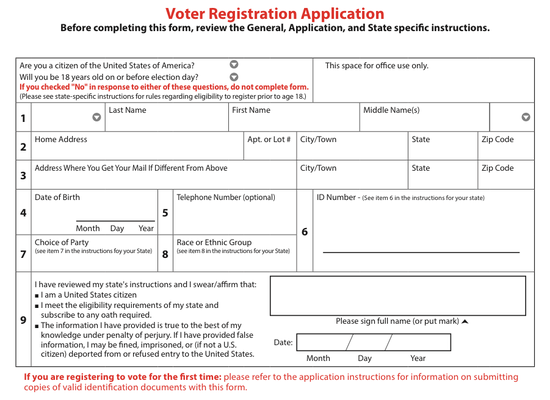 Voter Registration Application
Before completing this form, review the General, Application, and State specific instructions.
Are you a citizen of the United States of America?
This space for office use only.
Will you be 18 years old on or before election day?
If you checked "No" in response to either of these questions, do not complete form.
(Please see state-specific instructions for rules regarding eligibility to register prior to age 18.)
1
Last Name
First Name
Middle Name(s)
2
Home Address
Apt. or Lot #
City/Town
State
Zip Code
3
Address Where You Get Your Mail If Different From Above
City/Town
State
Zip Code
4
Date of Birth
Month Day Year
5
Telephone Number (optional)
6
ID Number - (See item 6 in the instructions for your state)
7
Choice of Party
(see item 7 in the instructions foy your State)
8
Race or Ethnic Group
(see item 8 in the instructions for your State)
9
I have reviewed my state's instructions and I swear/affirm that:
■ I am a United States citizen
■ I meet the eligibility requirements of my state and
subscribe to any oath required.
■ The information I have provided is true to the best of my
knowledge under penalty of perjury. If I have provided false
information, I may be fined, imprisoned, or (if not a U.S.
citizen) deported from or refused entry to the United States.
Please sign full name (or put mark) ▲
Date:
Month Day Year
If you are registering to vote for the first time: please refer to the application instructions for information on submitting
copies of valid identification documents with this form.